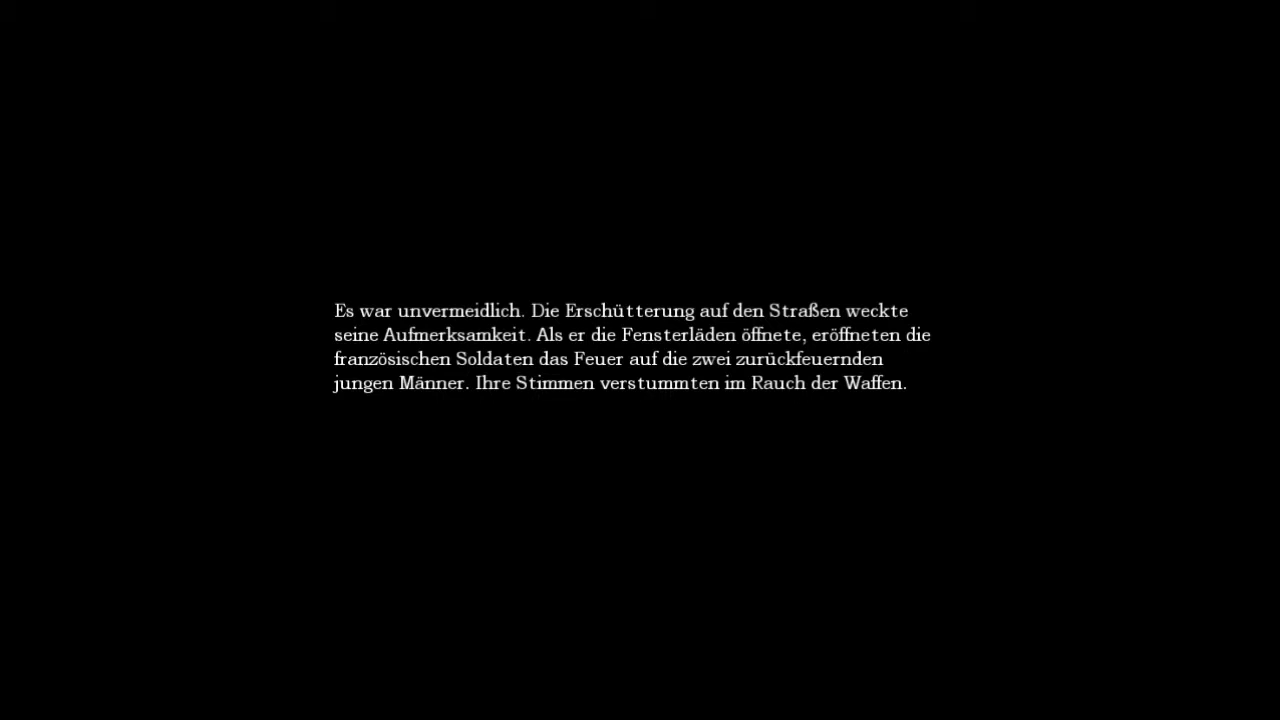 Es war unvermeidlich. Die Erschütterung auf den Straßen weckte
seine Aufmerksamkeit. Als er die Fensterläden öffnete, eröffneten die
französischen Soldaten das Feuer auf die zwei zurückfeuernden
jungen Männer. Ihre Stimmen verstummten im Rauch der Waffen.